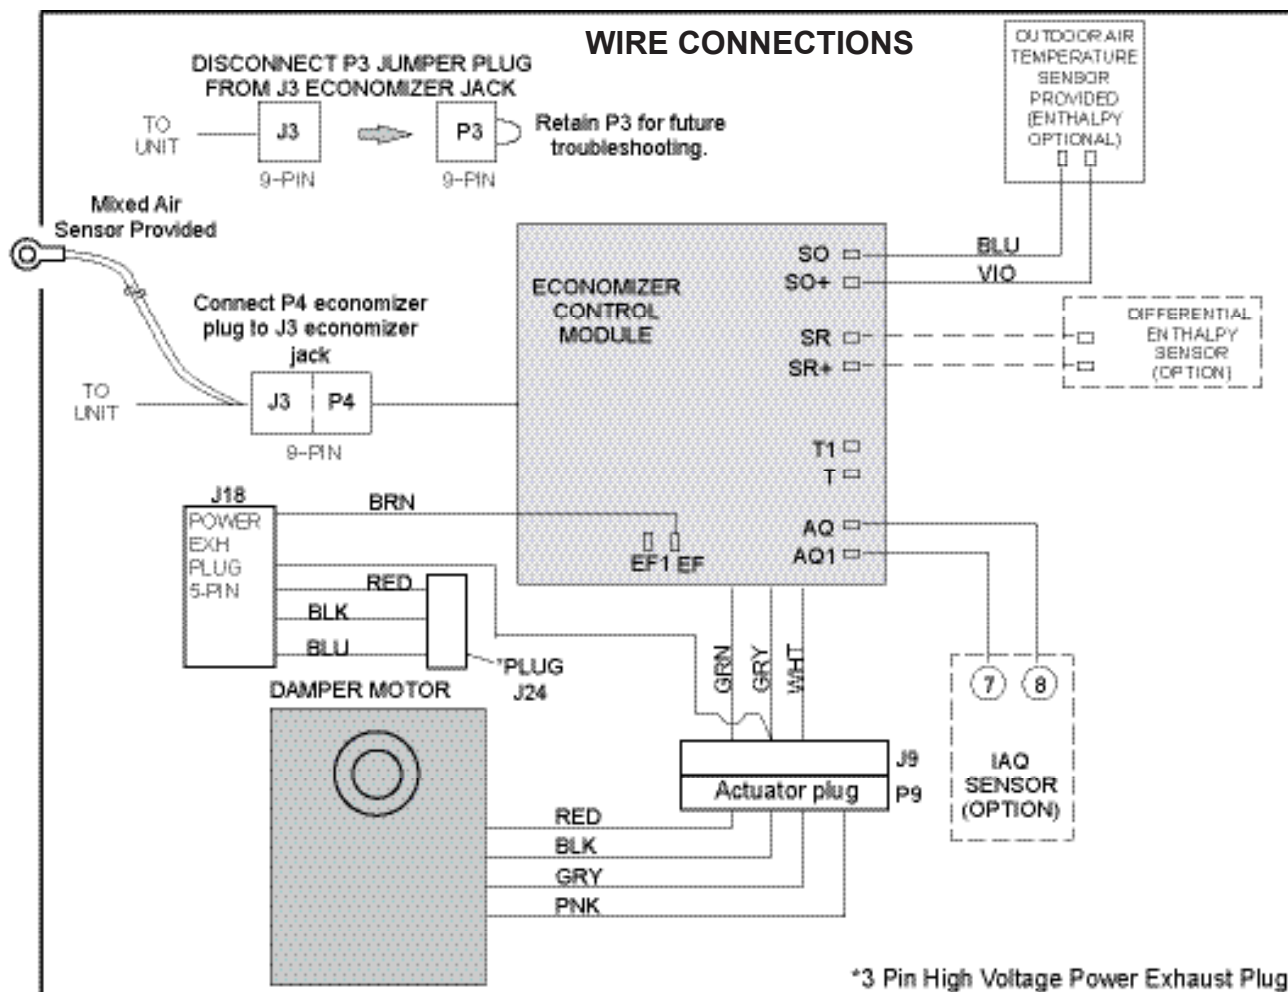 WIRE CONNECTIONS
DISCONNECT P3 JUMPER PLUG
FROM J3 ECONOMIZER JACK
TO
UNIT
J3
9-PIN
P3
9-PIN
Retain P3 for future
troubleshooting.
OUTDOOR AIR
TEMPERATURE
SENSOR
PROVIDED
(ENTHALPY
OPTIONAL)
Mixed Air
Sensor Provided
Connect P4 economizer
plug to J3 economizer
jack
TO
UNIT
J3
P4
9-PIN
ECONOMIZER
CONTROL
MODULE
SO
SO+
SR
SR+
T1
T
AQ
AQ1
EF1
EF
BLU
VIO
DIFFERENTIAL
ENTHALPY
SENSOR
(OPTION)
J18
POWER
EXH
PLUG
5-PIN
BRN
RED
BLK
BLU
*PLUG
J24
GRN
GRY
WHT
7
8
IAQ
SENSOR
(OPTION)
DAMPER MOTOR
J9
Actuator plug
P9
RED
BLK
GRY
PNK
*3 Pin High Voltage Power Exhaust Plug